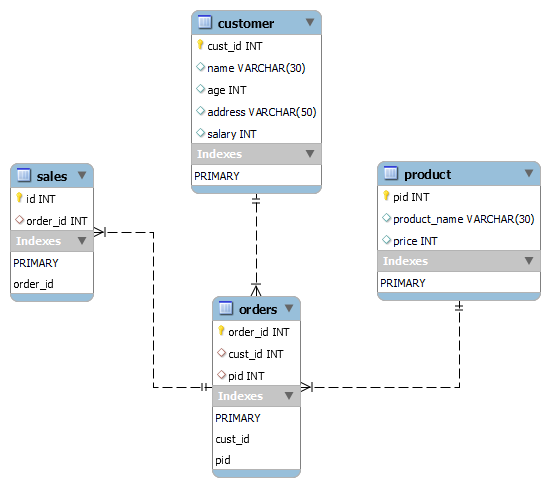 customer
cust_id INT
name VARCHAR(30)
age INT
address VARCHAR(50)
salary INT
Indexes
PRIMARY
sales
id INT
order_id INT
Indexes
PRIMARY
order_id
product
pid INT
product_name VARCHAR(30)
price INT
Indexes
PRIMARY
orders
order_id INT
cust_id INT
pid INT
Indexes
PRIMARY
cust_id
pid